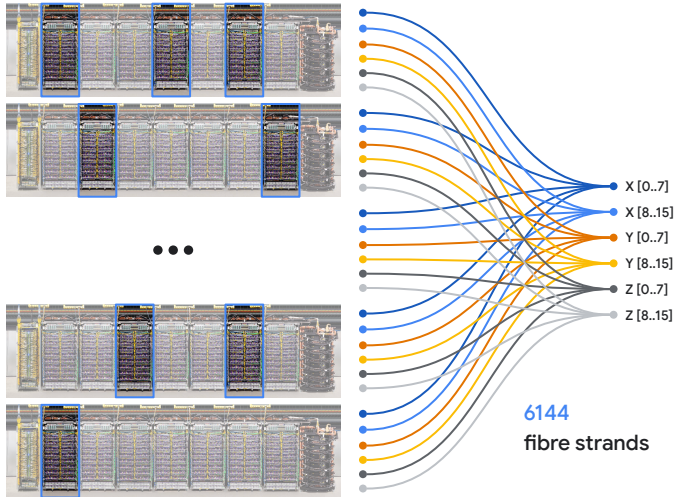 X [0..7]
X [8..15]
Y [0..7]
Y [8..15]
Z [0..7]
Z [8..15]
6144
fibre strands